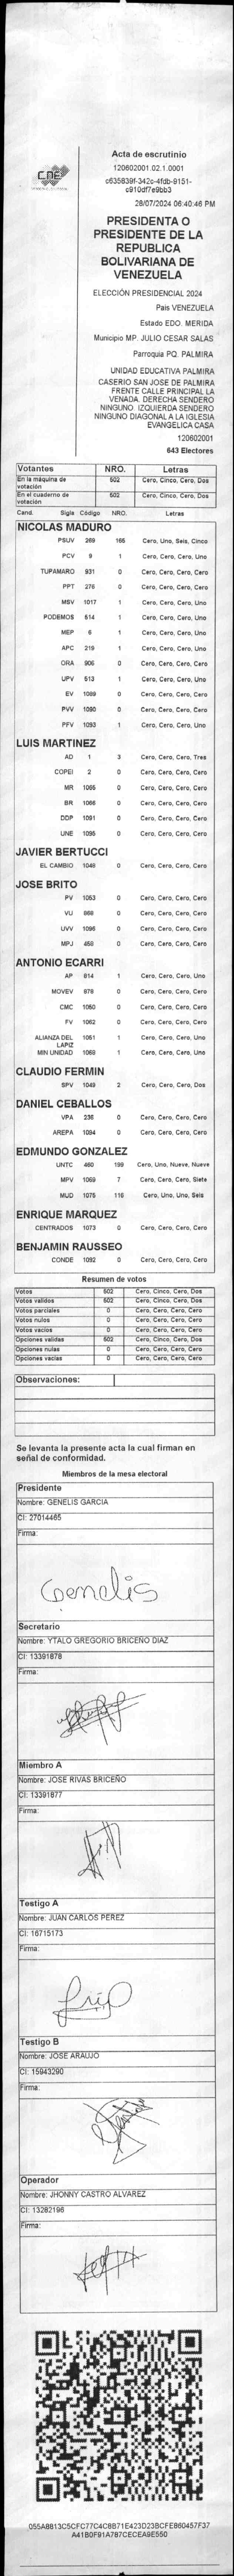 CNE
Acta de escrutinio
120602001.02.1.0001
c635839f-342c-4fdb-9151-
c910df7e9bb3
28/07/2024 06:40:46 PM
PRESIDENTA O
PRESIDENTE DE LA
REPUBLICA
BOLIVARIANA DE
VENEZUELA
ELECCIÓN PRESIDENCIAL 2024
Pais VENEZUELA
Estado EDO. MERIDA
Municipio MP. JULIO CESAR SALAS
Parroquia PQ. PALMIRA
UNIDAD EDUCATIVA PALMIRA
CASERIO SAN JOSE DE PALMIRA
FRENTE CALLE PRINCIPAL LA
VENADA. DERECHA SENDERO
NINGUNO. IZQUIERDA SENDERO
NINGUNO DIAGONAL A LA IGLESIA
EVANGELICA CASA
120602001
643 Electores
Votantes NRO. Letras
En la máquina de votación 502 Cero, Cinco, Cero, Dos
En el cuaderno de votación 502 Cero, Cinco, Cero, Dos
Cand. Sigla Código NRO. Letras
NICOLAS MADURO
PSUV 269 165 Cero, Uno, Seis, Cinco
PCV 9 1 Cero, Cero, Cero, Uno
TUPAMARO 931 0 Cero, Cero, Cero, Cero
PPT 276 0 Cero, Cero, Cero, Cero
MSV 1017 1 Cero, Cero, Cero, Uno
PODEMOS 514 1 Cero, Cero, Cero, Uno
MEP 6 1 Cero, Cero, Cero, Uno
APC 219 1 Cero, Cero, Cero, Uno
ORA 906 0 Cero, Cero, Cero, Cero
UPV 513 1 Cero, Cero, Cero, Uno
EV 1089 0 Cero, Cero, Cero, Cero
PVV 1090 0 Cero, Cero, Cero, Cero
PFV 1093 1 Cero, Cero, Cero, Uno
LUIS MARTINEZ
AD 1 3 Cero, Cero, Cero, Tres
COPEI 2 0 Cero, Cero, Cero, Cero
MR 1065 0 Cero, Cero, Cero, Cero
BR 1066 0 Cero, Cero, Cero, Cero
DDP 1091 0 Cero, Cero, Cero, Cero
UNE 1095 0 Cero, Cero, Cero, Cero
JAVIER BERTUCCI
EL CAMBIO 1048 0 Cero, Cero, Cero, Cero
JOSE BRITO
PV 1053 0 Cero, Cero, Cero, Cero
VU 868 0 Cero, Cero, Cero, Cero
UVV 1096 0 Cero, Cero, Cero, Cero
MPJ 458 0 Cero, Cero, Cero, Cero
ANTONIO ECARRI
AP 814 1 Cero, Cero, Cero, Uno
MOVEV 878 0 Cero, Cero, Cero, Cero
CMC 1050 0 Cero, Cero, Cero, Cero
FV 1062 0 Cero, Cero, Cero, Cero
ALIANZA DEL LAPIZ 1051 1 Cero, Cero, Cero, Uno
MIN UNIDAD 1068 1 Cero, Cero, Cero, Uno
CLAUDIO FERMIN
SPV 1049 2 Cero, Cero, Cero, Dos
DANIEL CEBALLOS
VPA 236 0 Cero, Cero, Cero, Cero
AREPA 1094 0 Cero, Cero, Cero, Cero
EDMUNDO GONZALEZ
UNTC 460 199 Cero, Uno, Nueve, Nueve
MPV 1069 7 Cero, Cero, Cero, Siete
MUD 1075 116 Cero, Uno, Uno, Seis
ENRIQUE MARQUEZ
CENTRADOS 1073 0 Cero, Cero, Cero, Cero
BENJAMIN RAUSSEO
CONDE 1092 0 Cero, Cero, Cero, Cero
Resumen de votos
Votos 502 Cero, Cinco, Cero, Dos
Votos validos 502 Cero, Cinco, Cero, Dos
Votos parciales 0 Cero, Cero, Cero, Cero
Votos nulos 0 Cero, Cero, Cero, Cero
Votos vacios 0 Cero, Cero, Cero, Cero
Opciones validas 502 Cero, Cinco, Cero, Dos
Opciones nulas 0 Cero, Cero, Cero, Cero
Opciones vacias 0 Cero, Cero, Cero, Cero
Observaciones:
Se levanta la presente acta la cual firman en
señal de conformidad.
Miembros de la mesa electoral
Presidente
Nombre: GENELIS GARCIA
CI: 27014465
Firma:
Genelis
Secretario
Nombre: YTALO GREGORIO BRICEÑO DIAZ
CI: 13391878
Firma:
Miembro A
Nombre: JOSE RIVAS BRICEÑO
CI: 13391877
Firma:
Testigo A
Nombre: JUAN CARLOS PEREZ
CI: 16715173
Firma:
Testigo B
Nombre: JOSE ARAUJO
CI: 15943290
Firma:
Operador
Nombre: JHONNY CASTRO ALVAREZ
CI: 13282196
Firma:
055A8813C5CFC77C4C8B71E423D23BCFE860457F37
A41B0F91A787CECEA9E550